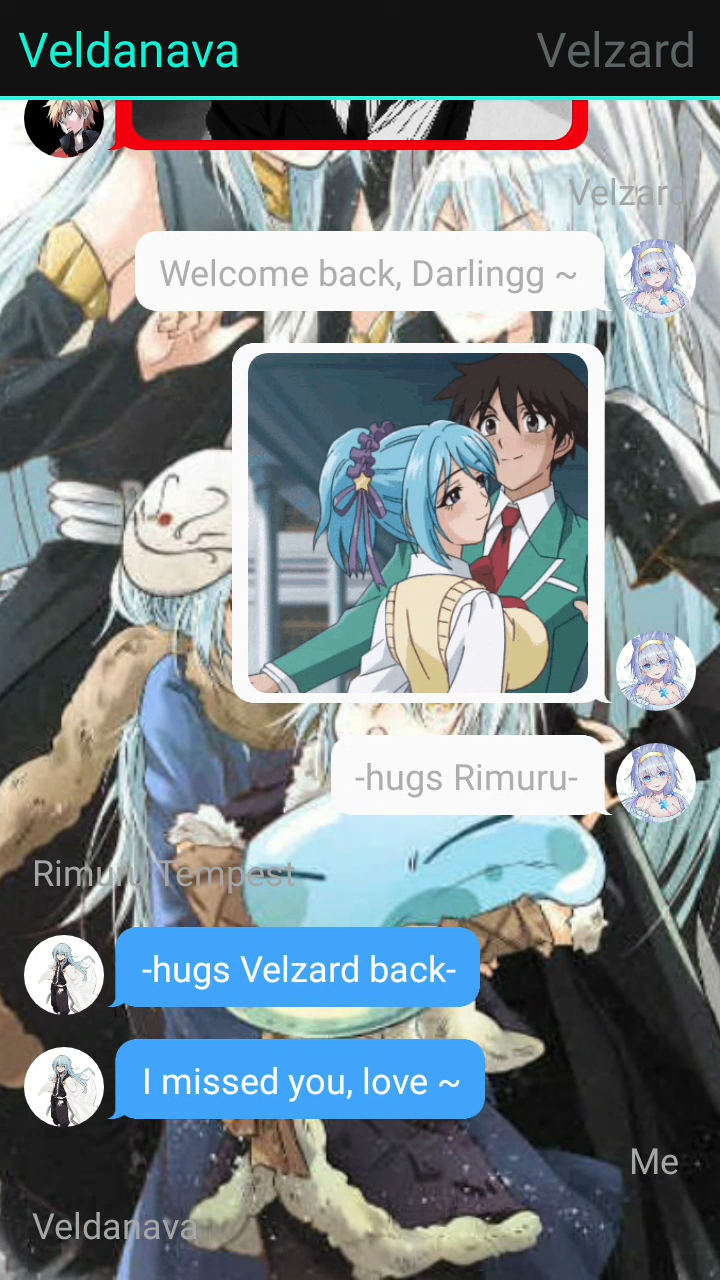 Veldanava
Velzard
Velzard
Welcome back, Darlingg ~
-hugs Rimuru-
Rimuru Tempest
-hugs Velzard back-
I missed you, love ~
Me
Veldanava